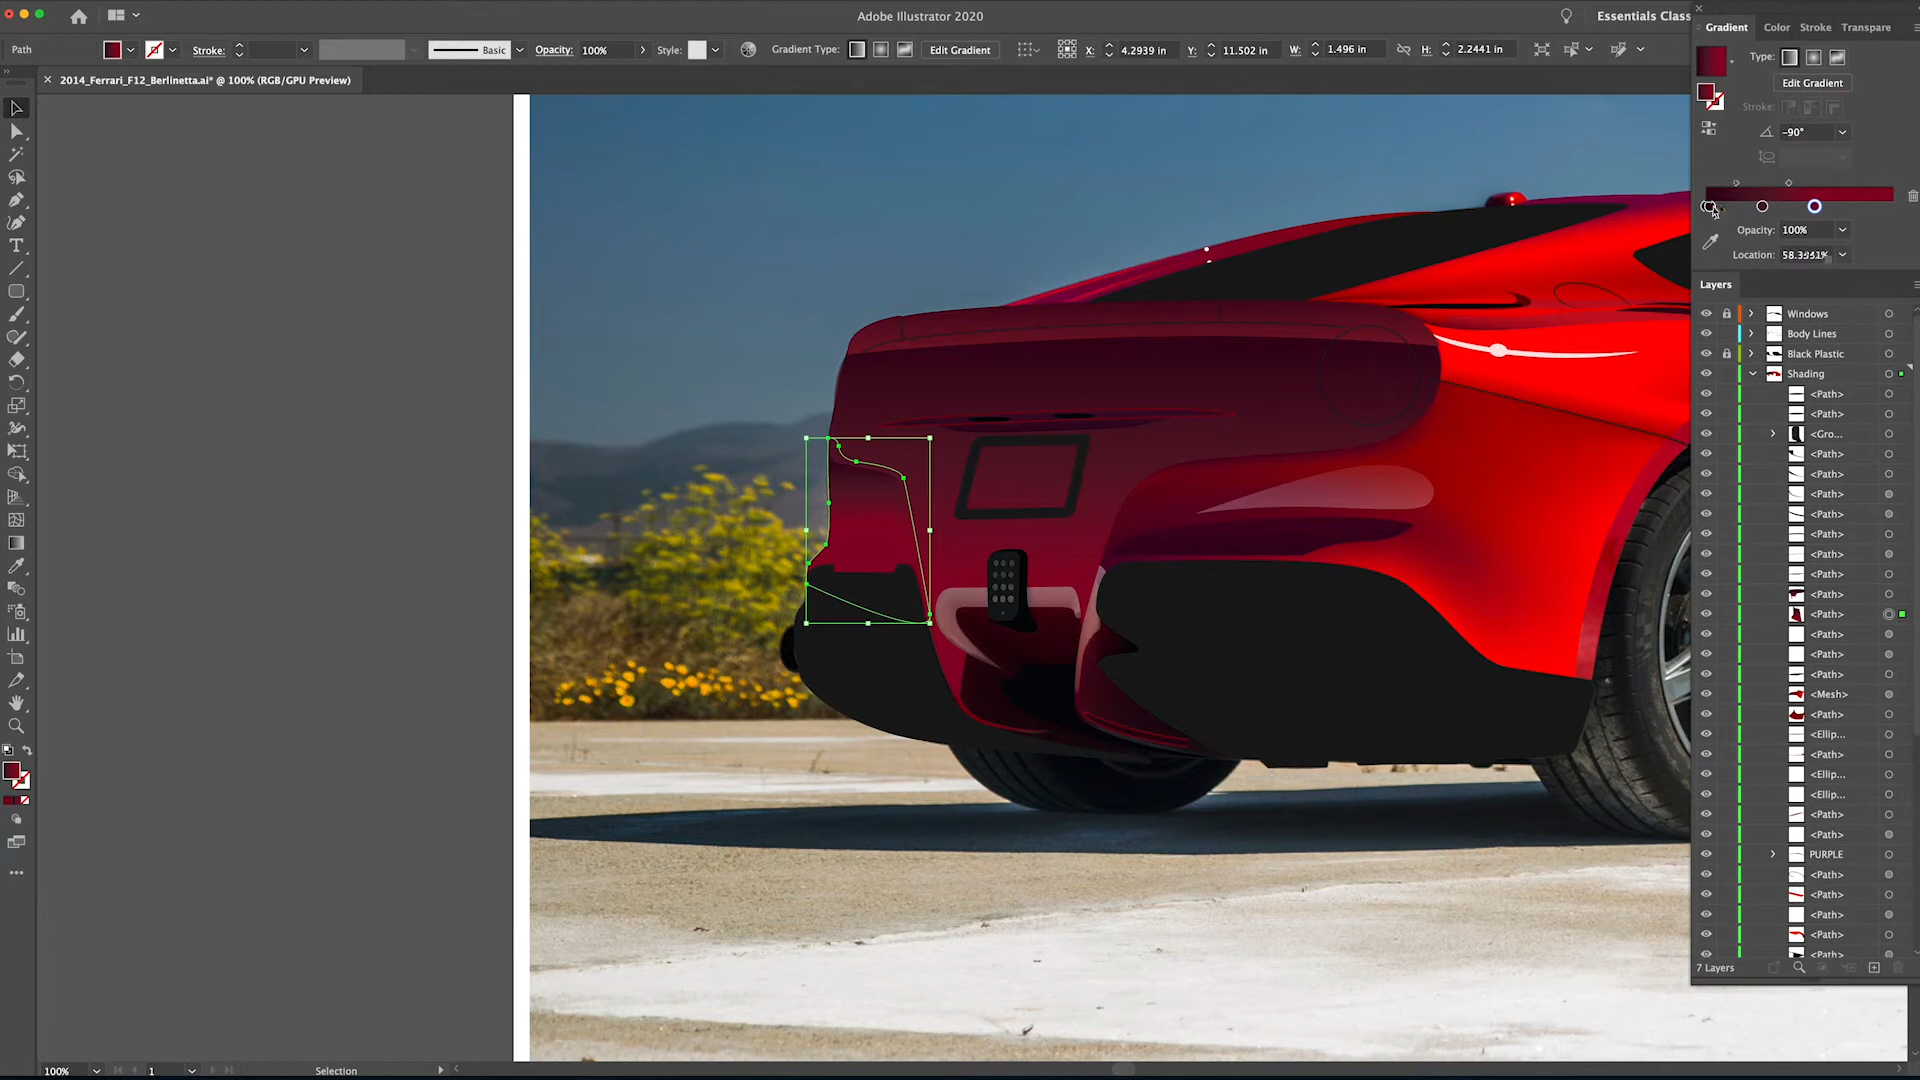 Adobe Illustrator 2020
Essentials Class
Path
Stroke:
Basic
Opacity: 100%
Style:
Gradient Type:
Edit Gradient
X: 4.2939 in
Y: 11.502 in
W: 1.496 in
H: 2.2441 in
2014_Ferrari_F12_Berlinetta.ai* @ 100% (RGB/GPU Preview)
Gradient
Color
Stroke
Transpare
Type:
Edit Gradient
Stroke:
-90°
Opacity: 100%
Location:
Layers
Windows
Body Lines
Black Plastic
Shading
<Path>
<Path>
<Gro...
<Path>
<Path>
<Path>
<Path>
<Path>
<Path>
<Path>
<Path>
<Path>
<Path>
<Path>
<Path>
<Mesh>
<Path>
<Ellip...
<Path>
<Ellip...
<Ellip...
<Path>
<Path>
PURPLE
<Path>
<Path>
<Path>
<Path>
<Path>
7 Layers
100%
1
Selection